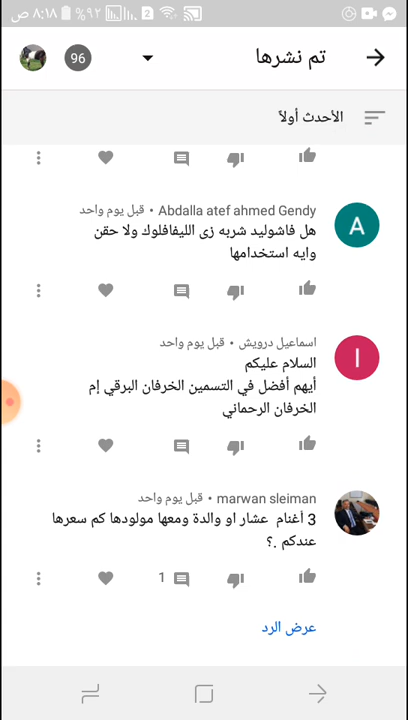 ٨:١٨ ص
٩٢%
2
تم نشرها
96
الأحدث أولاً
Abdalla atef ahmed Gendy • قبل يوم واحد
هل فاشوليد شربه زى الليفافلوك ولا حقن
وايه استخدامها
اسماعيل درويش • قبل يوم واحد
السلام عليكم
أيهم أفضل في التسمين الخرفان البرقي إم
الخرفان الرحماني
marwan sleiman • قبل يوم واحد
3 أغنام عشار او والدة ومعها مولودها كم سعرها
عندكم .؟
1
عرض الرد
A
I